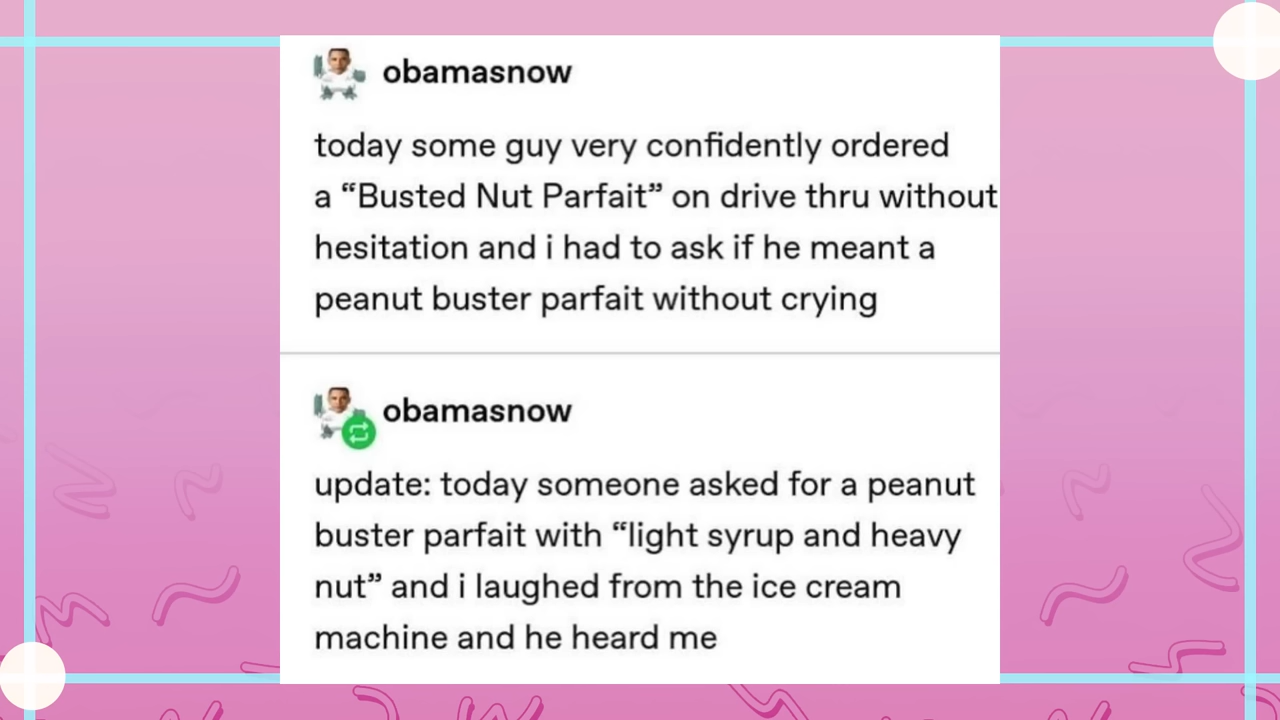 obamasnow
today some guy very confidently ordered
a “Busted Nut Parfait” on drive thru without
hesitation and i had to ask if he meant a
peanut buster parfait without crying
obamasnow
update: today someone asked for a peanut
buster parfait with “light syrup and heavy
nut” and i laughed from the ice cream
machine and he heard me